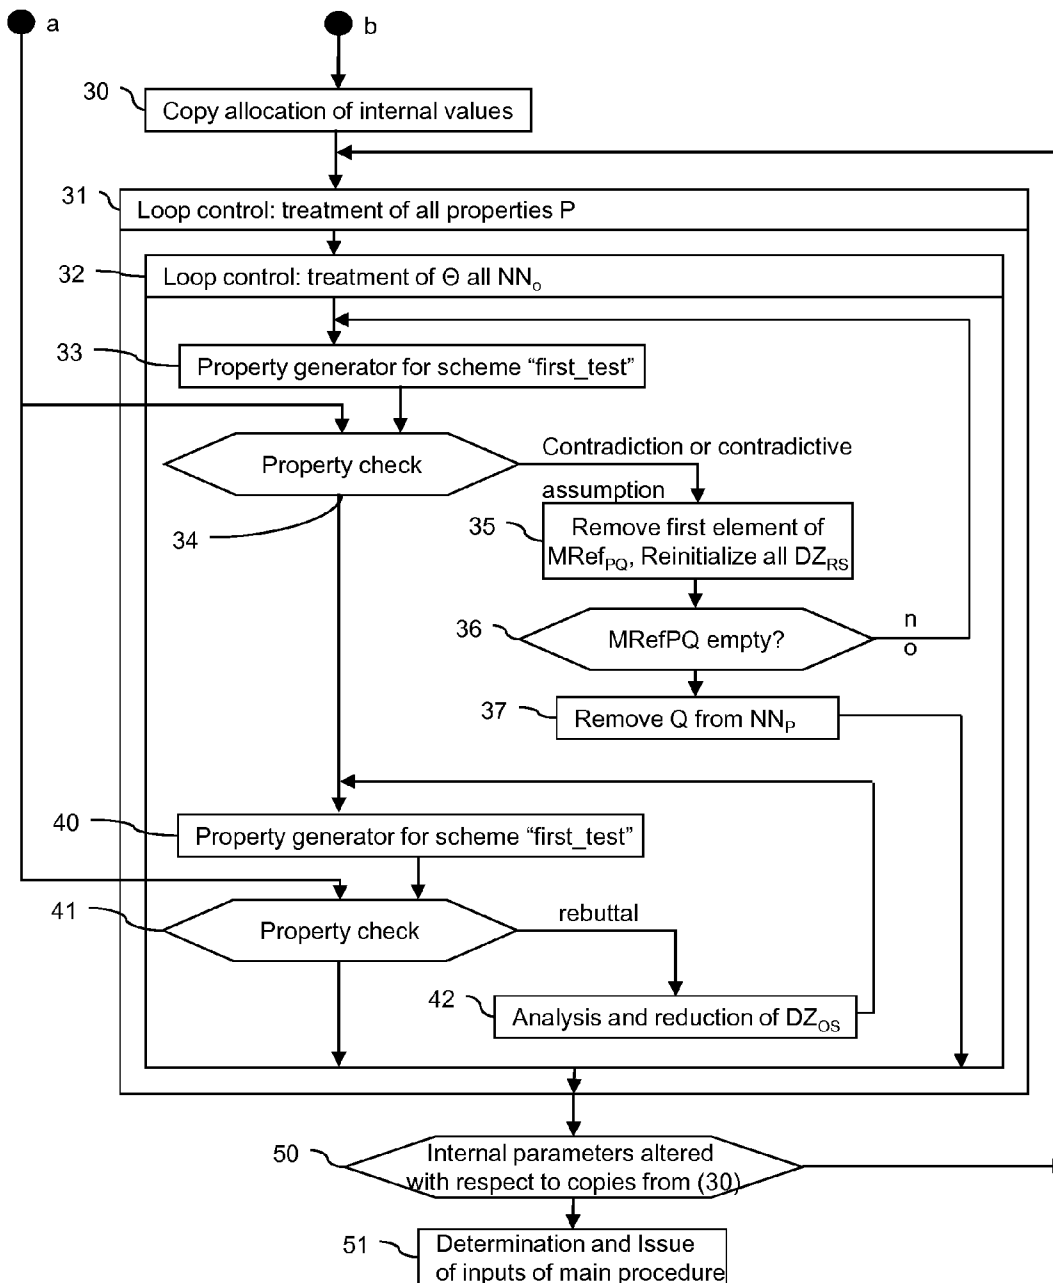 a
b
30
Copy allocation of internal values
31
Loop control: treatment of all properties P
32
Loop control: treatment of Θ all NNo
33
Property generator for scheme “first_test”
Property check
Contradiction or contradictive
assumption
34
35
Remove first element of
MRefPQ, Reinitialize all DZRS
36
MRefPQ empty?
n
o
37
Remove Q from NNP
40
Property generator for scheme “first_test”
41
Property check
rebuttal
42
Analysis and reduction of DZOS
50
Internal parameters altered
with respect to copies from (30)
51
Determination and Issue
of inputs of main procedure